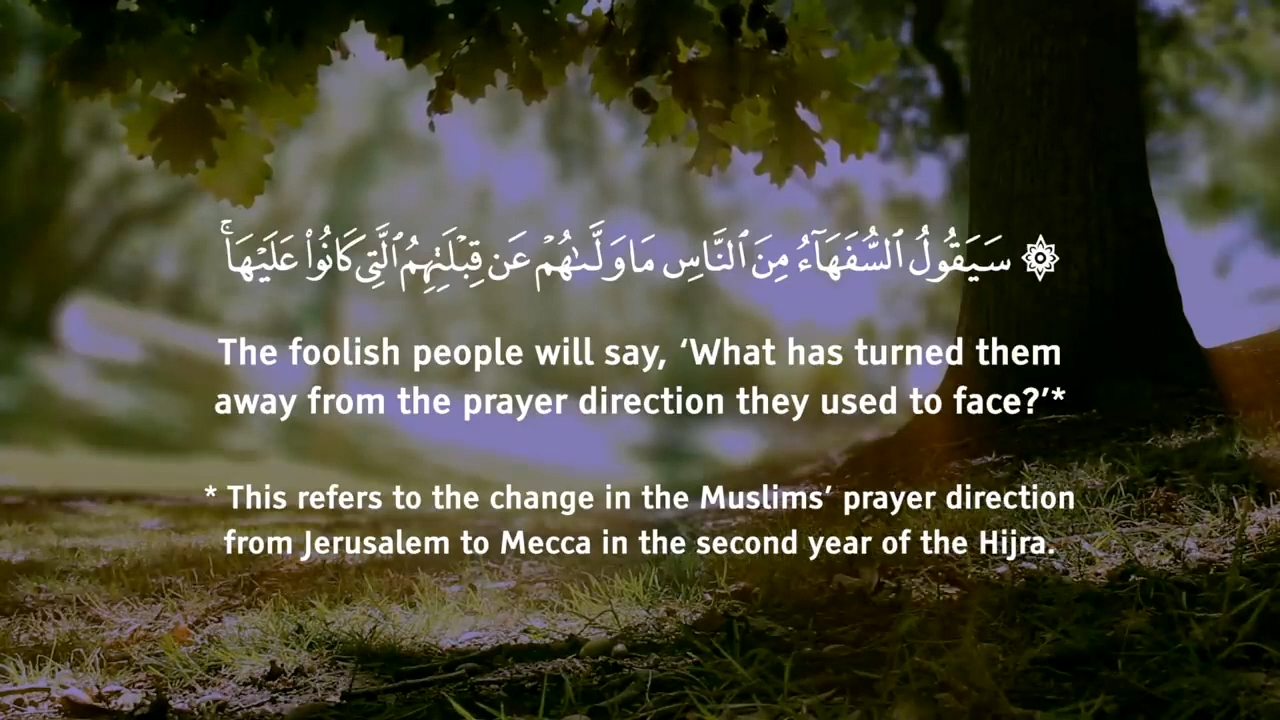 ۞ سَيَقُولُ ٱلسُّفَهَآءُ مِنَ ٱلنَّاسِ مَا وَلَّىٰهُمْ عَن قِبْلَتِهِمُ ٱلَّتِى كَانُوا۟ عَلَيْهَا ۚ
The foolish people will say, ‘What has turned them
away from the prayer direction they used to face?’*
* This refers to the change in the Muslims’ prayer direction
from Jerusalem to Mecca in the second year of the Hijra.